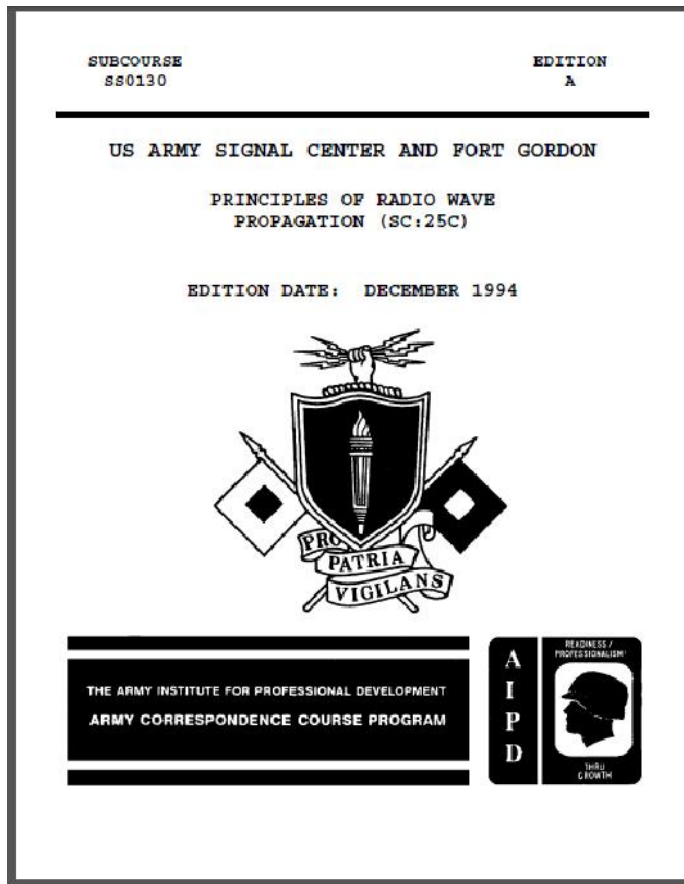 SUBCOURSE
SS0130
EDITION
A
US ARMY SIGNAL CENTER AND FORT GORDON
PRINCIPLES OF RADIO WAVE
PROPAGATION (SC:25C)
EDITION DATE: DECEMBER 1994
PRO
PATRIA
VIGILANS
THE ARMY INSTITUTE FOR PROFESSIONAL DEVELOPMENT
ARMY CORRESPONDENCE COURSE PROGRAM
A
I
P
D
READINESS /
PROFESSIONALISM
THRU
GROWTH